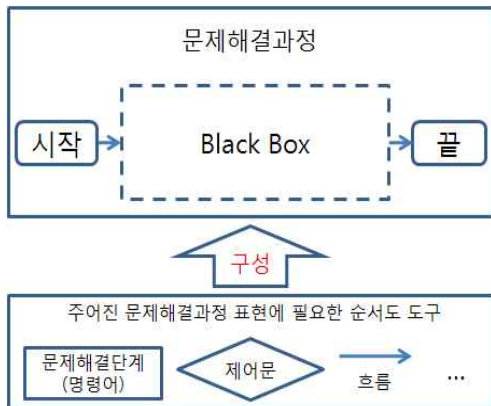 문제해결과정
시작
Black Box
끝
구성
주어진 문제해결과정 표현에 필요한 순서도 도구
문제해결단계
(명령어)
제어문
흐름
...